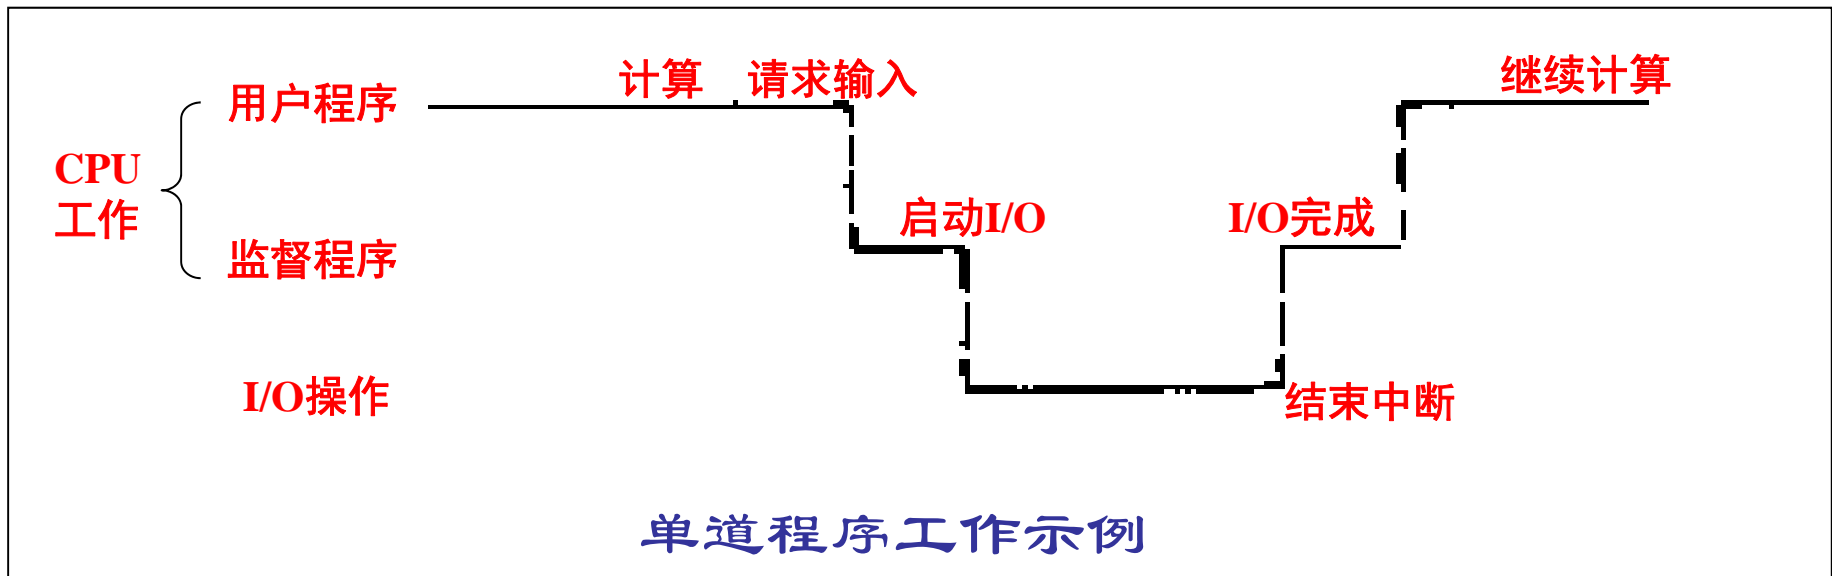 计算 请求输入 继续计算
用户程序
CPU
工作
启动I/O I/O完成
监督程序
I/O操作 结束中断
单道程序工作示例